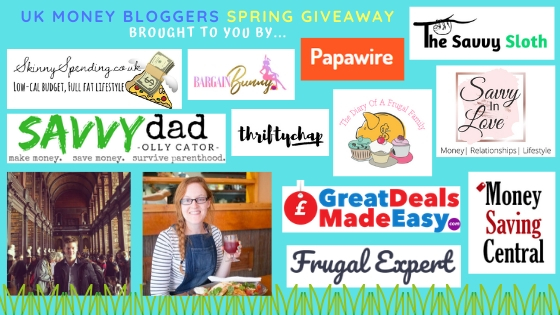 UK MONEY BLOGGERS SPRING GIVEAWAY
BROUGHT TO YOU BY...
SkinnySpending.co.uk
Low-cal budget, Full fat lifestyle
BARGAIN
Bunny
Papawire
The Savvy Sloth
SAVVY dad
-OLLY CATOR-
make money. save money. survive parenthood.
thriftychap
The Diary Of A Frugal Family
Savvy
In
Love
Money| Relationships| Lifestyle
£ GreatDeals
MadeEasy.com
Frugal Expert
Money
Saving
Central